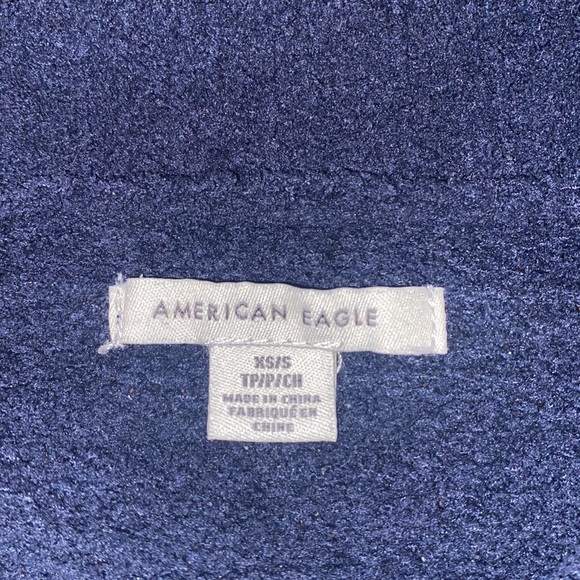 AMERICAN EAGLE
XS/S
TP/P/CH
MADE IN CHINA
FABRIQUÉ EN
CHINE